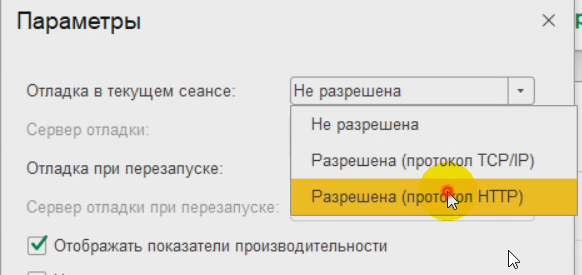 Параметры
Отладка в текущем сеансе: Не разрешена
Сервер отладки: Не разрешена
Отладка при перезапуске: Разрешена (протокол TCP/IP)
Сервер отладки при перезапуске: Разрешена (протокол HTTP)
Отображать показатели производительности